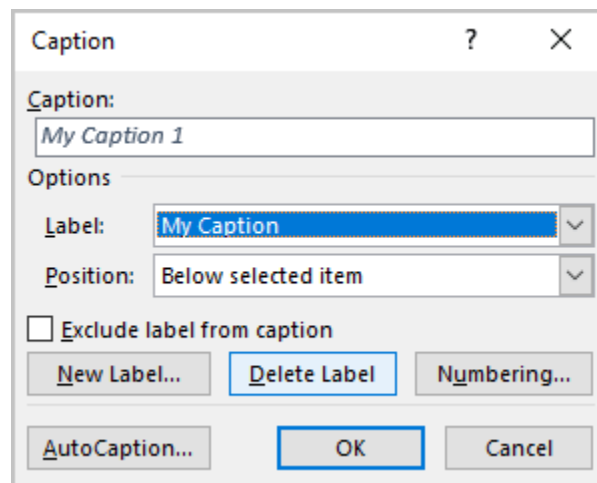 Caption ?
Caption:
My Caption 1
Options
Label: My Caption
Position: Below selected item
Exclude label from caption
New Label... Delete Label Numbering...
AutoCaption... OK Cancel